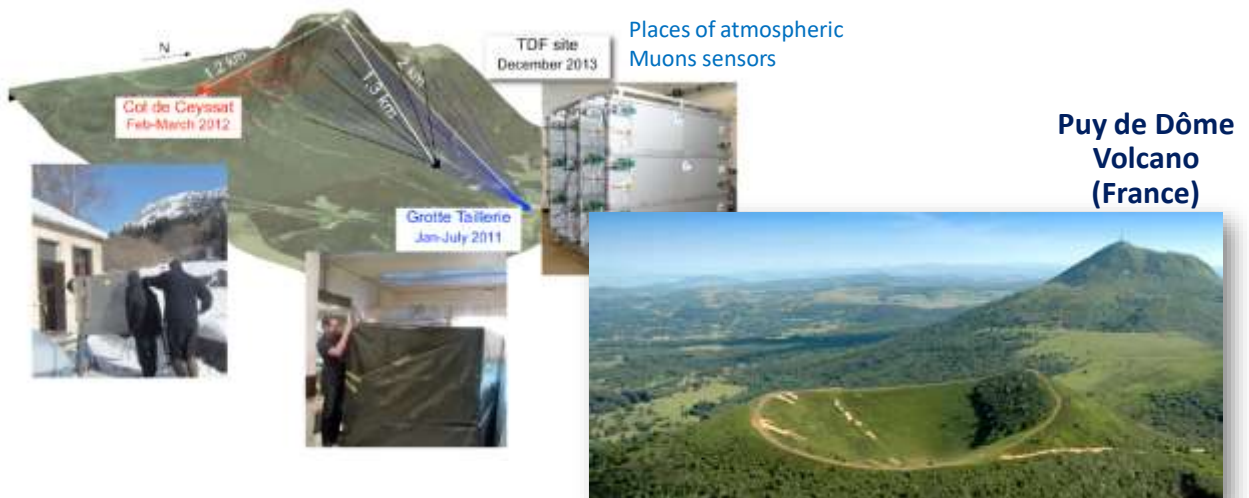 Places of atmospheric
Muons sensors
TDF site
December 2013
N
1.2 km
2 km
1.3 km
Col de Ceyssat
Feb-March 2012
Puy de Dôme
Volcano
(France)
Grotte Taillerie
Jan-July 2011